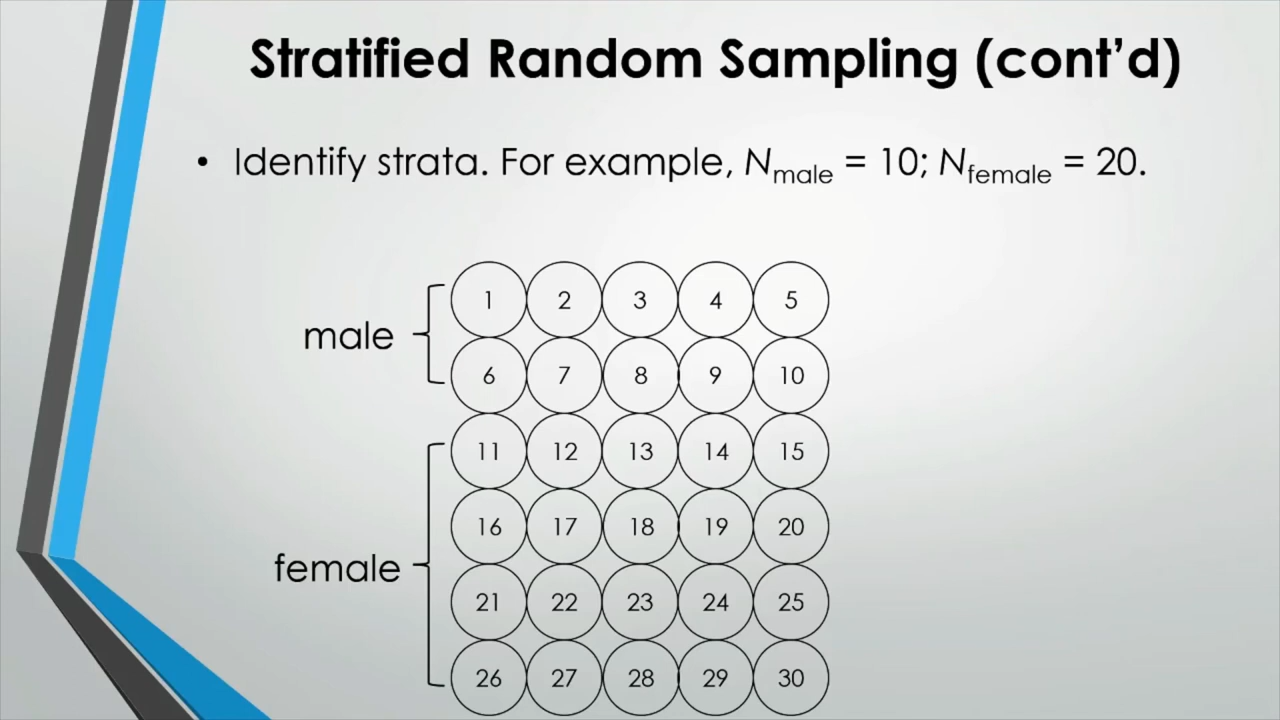 Stratified Random Sampling (cont’d)
• Identify strata. For example, Nmale = 10; Nfemale = 20.
1 2 3 4 5
male
6 7 8 9 10
11 12 13 14 15
16 17 18 19 20
female
21 22 23 24 25
26 27 28 29 30